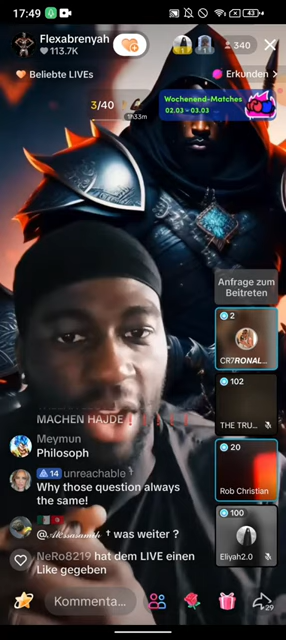 17:49
43
Flexabrenyah
113.7K
340
Beliebte LIVEs
Erkunden
3/40
1h33m
Wochenend-Matches
02.03 – 03.03
Anfrage zum
Beitreten
2
CR7RONAL...
102
THE TRU...
20
Rob Christian
100
Eliyah2.0
MACHEN HAJDE❗❗❗❗❗
Meymun
Philosoph
14 unreachable
Why those question always
the same!
was weiter ?
NeRo8219 hat dem LIVE einen
Like gegeben
Kommenta...
29